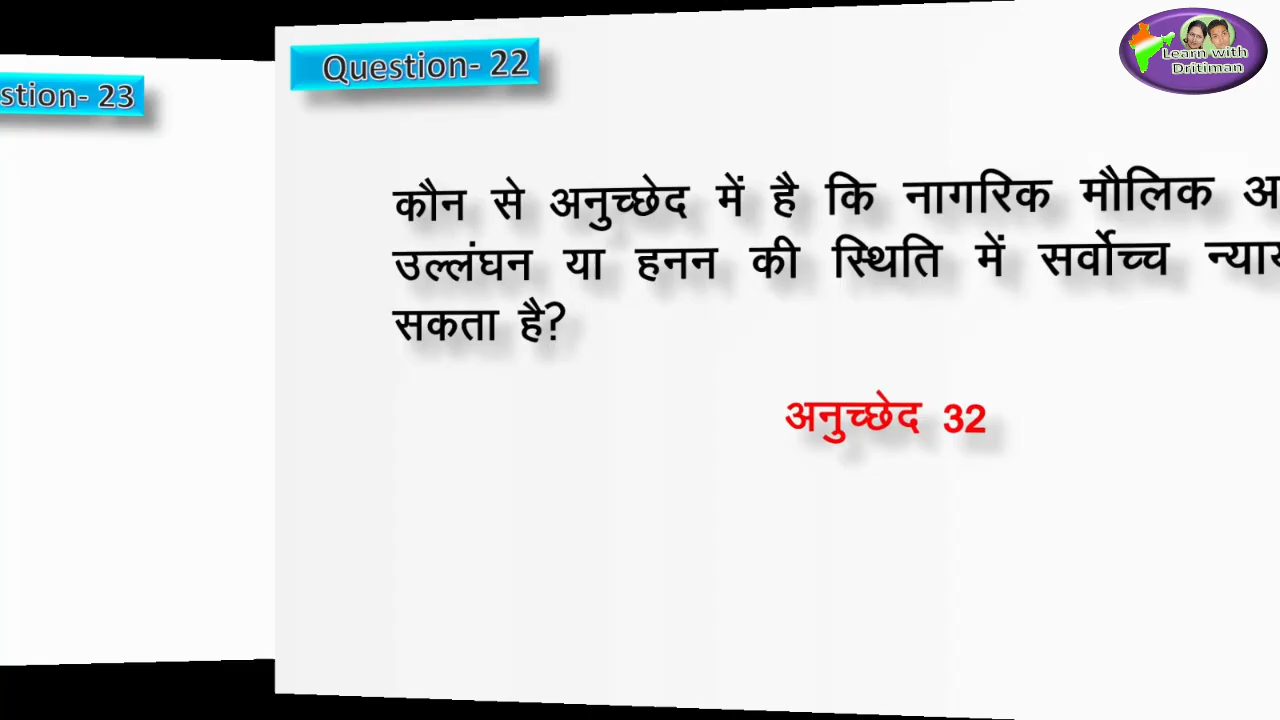 Question- 22
stion- 23
Learn with
Dritiman
कौन से अनुच्छेद में है कि नागरिक मौलिक अ
उल्लंघन या हनन की स्थिति में सर्वोच्च
सकता है?
अनुच्छेद 32